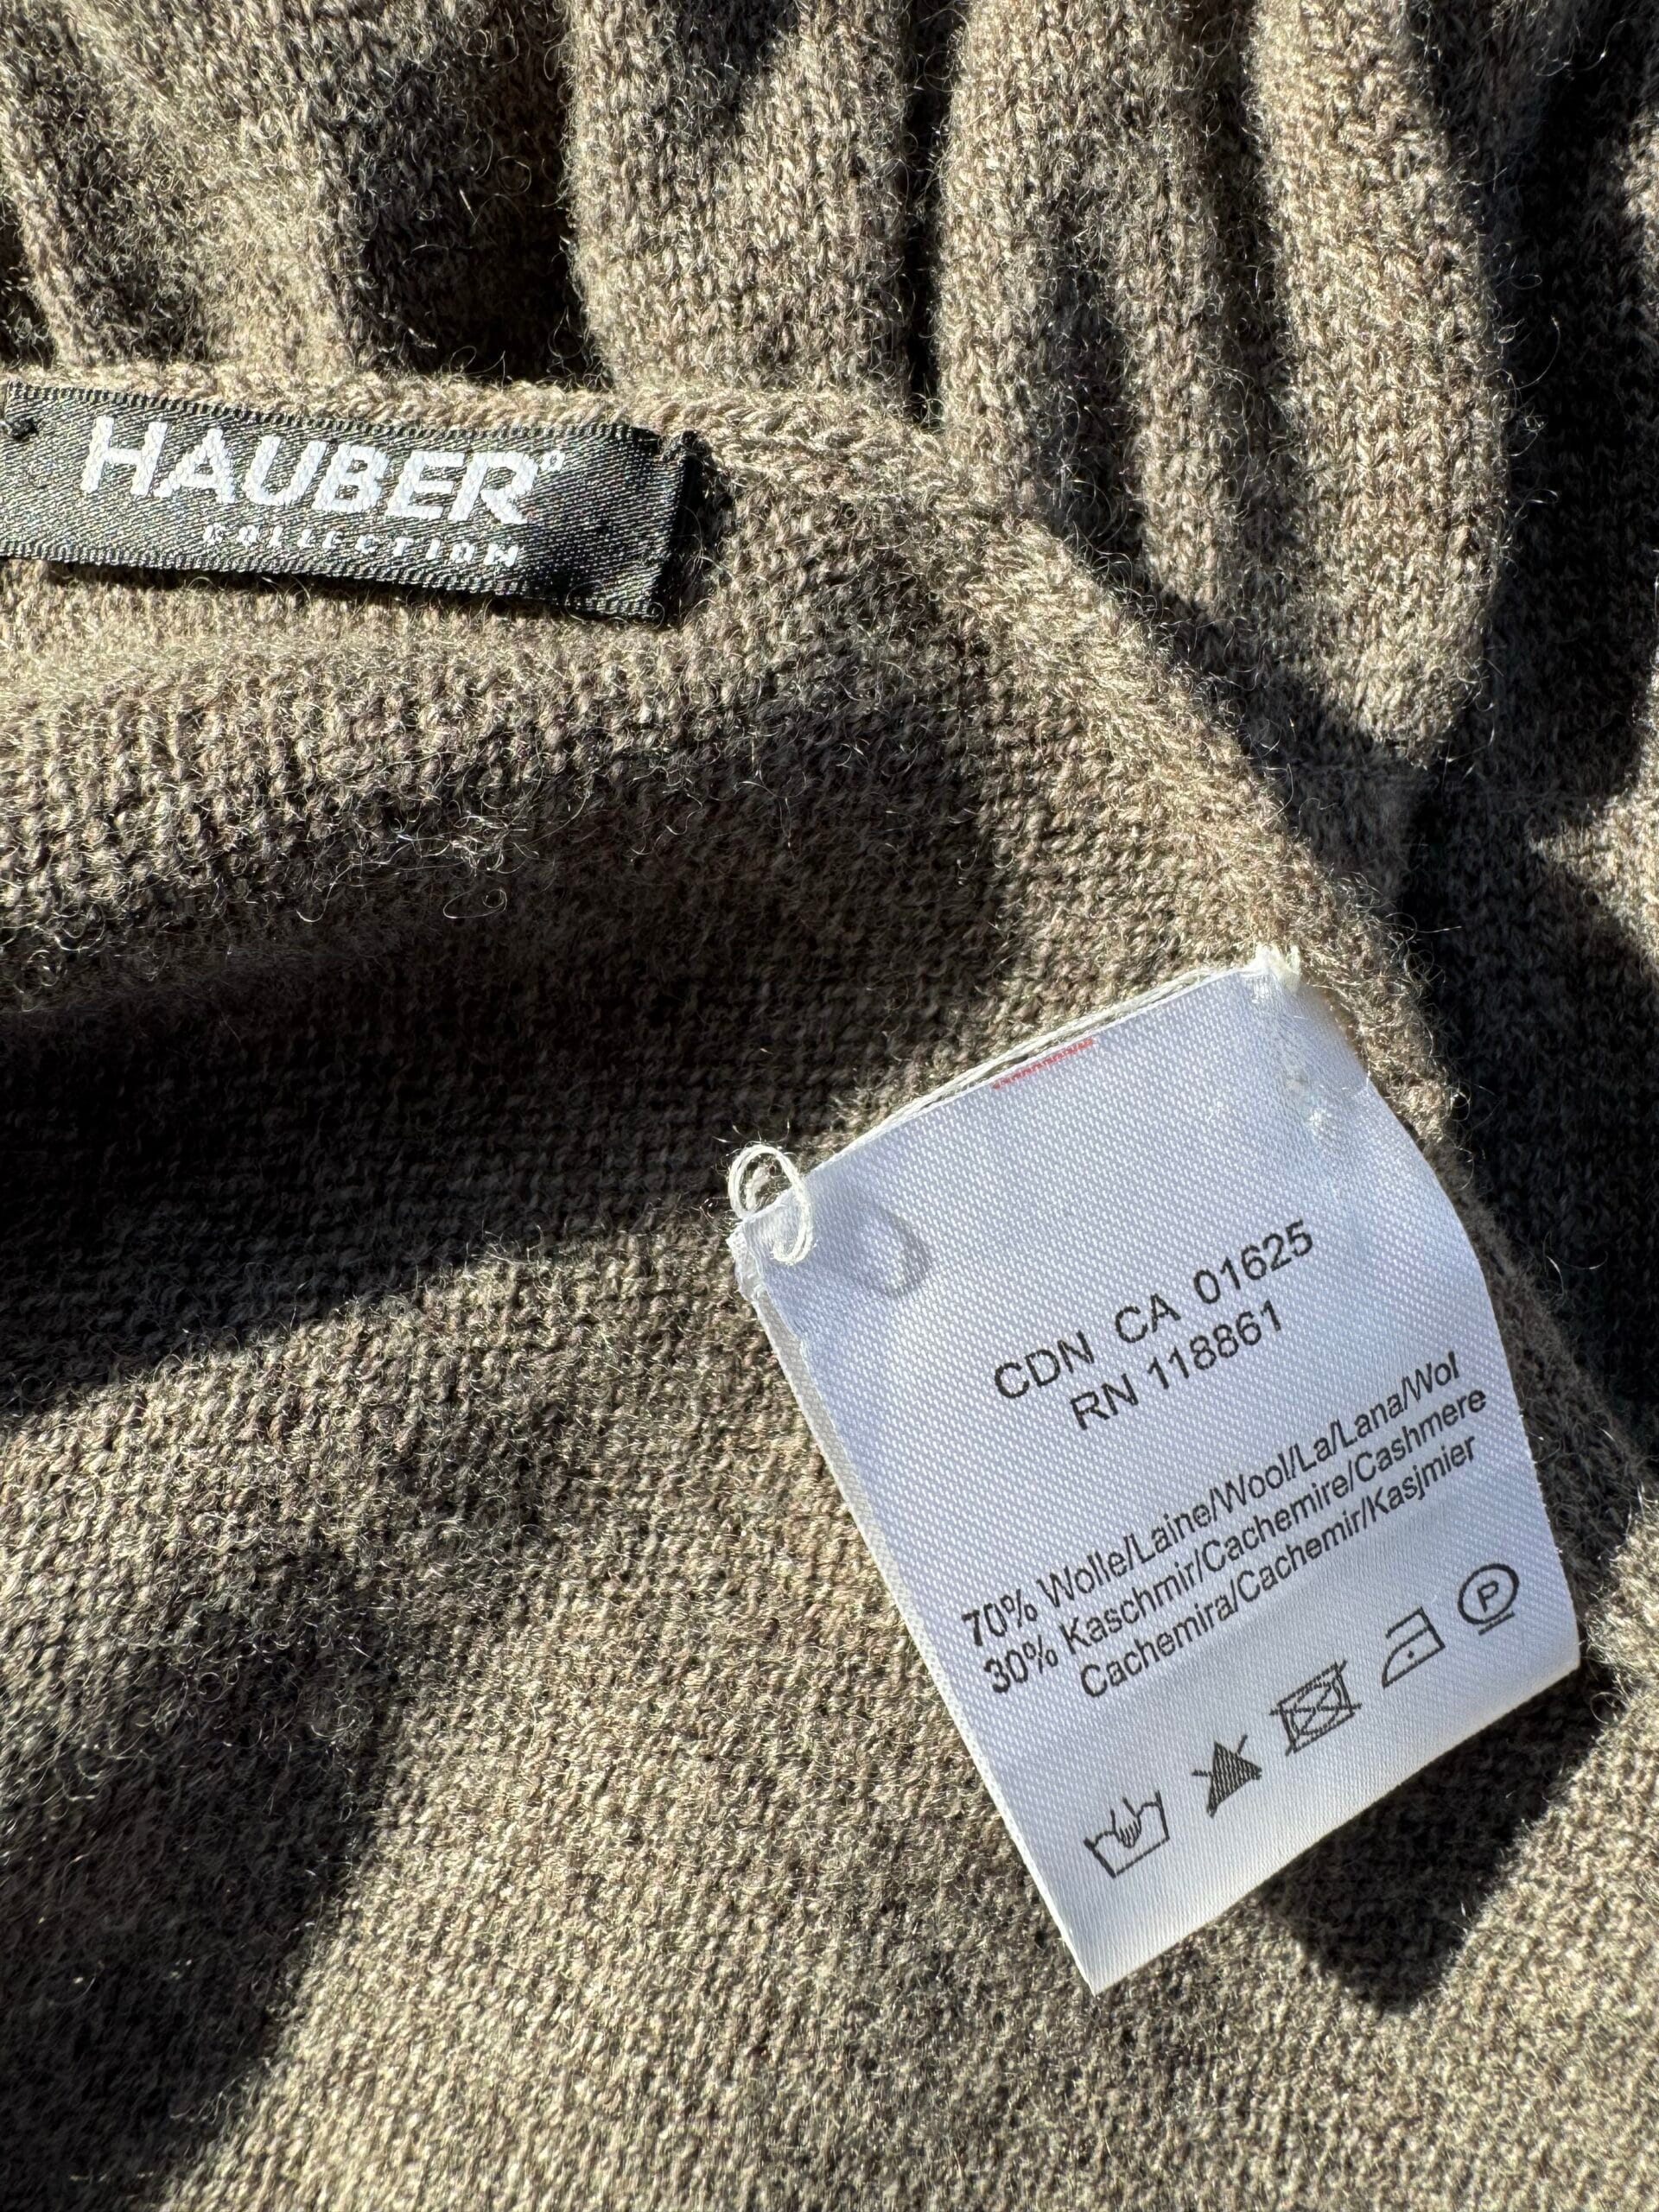 HAUBER°
COLLECTION
CDN CA 01625
RN 118861
70% Wolle/Laine/Wool/La/Lana/Wol
30% Kaschmir/Cachemire/Cashmere
Cachemira/Cachemir/Kasjmier
P